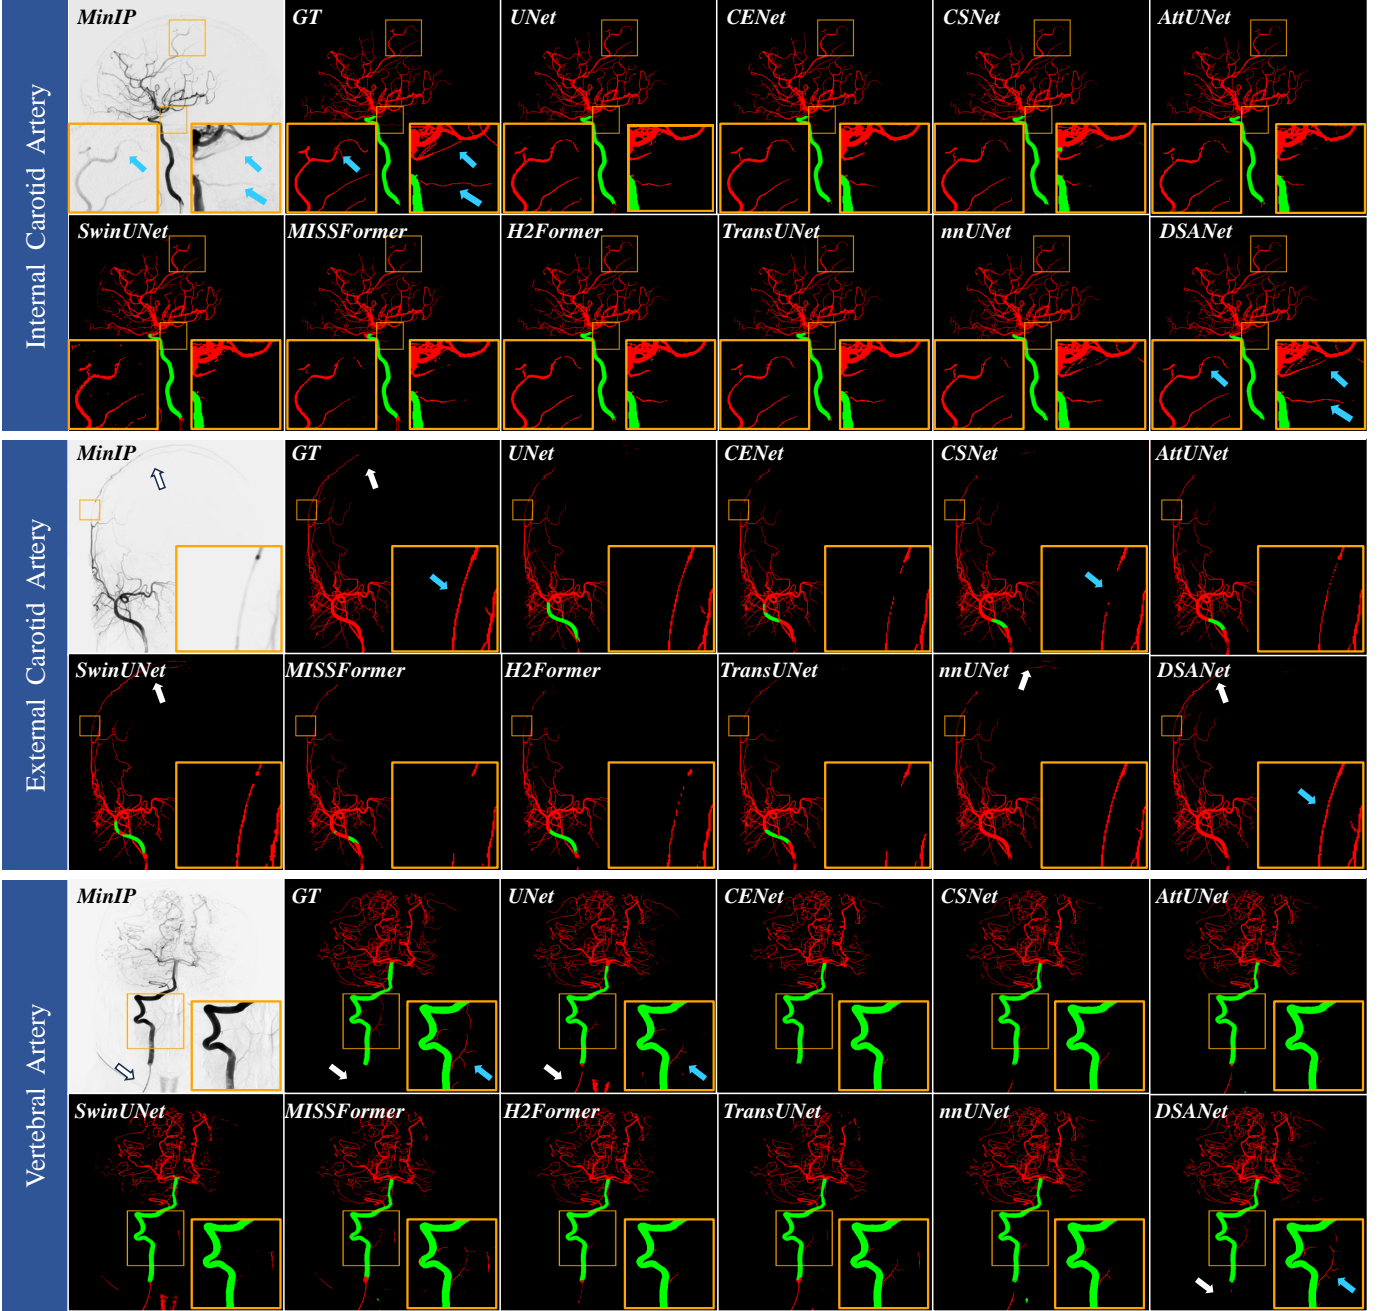 Internal Carotid Artery
MinIP GT UNet CENet CSNet AttUNet
SwinUNet MISSFormer H2Former TransUNet nnUNet DSANet
External Carotid Artery
MinIP GT UNet CENet CSNet AttUNet
SwinUNet MISSFormer H2Former TransUNet nnUNet DSANet
Vertebral Artery
MinIP GT UNet CENet CSNet AttUNet
SwinUNet MISSFormer H2Former TransUNet nnUNet DSANet